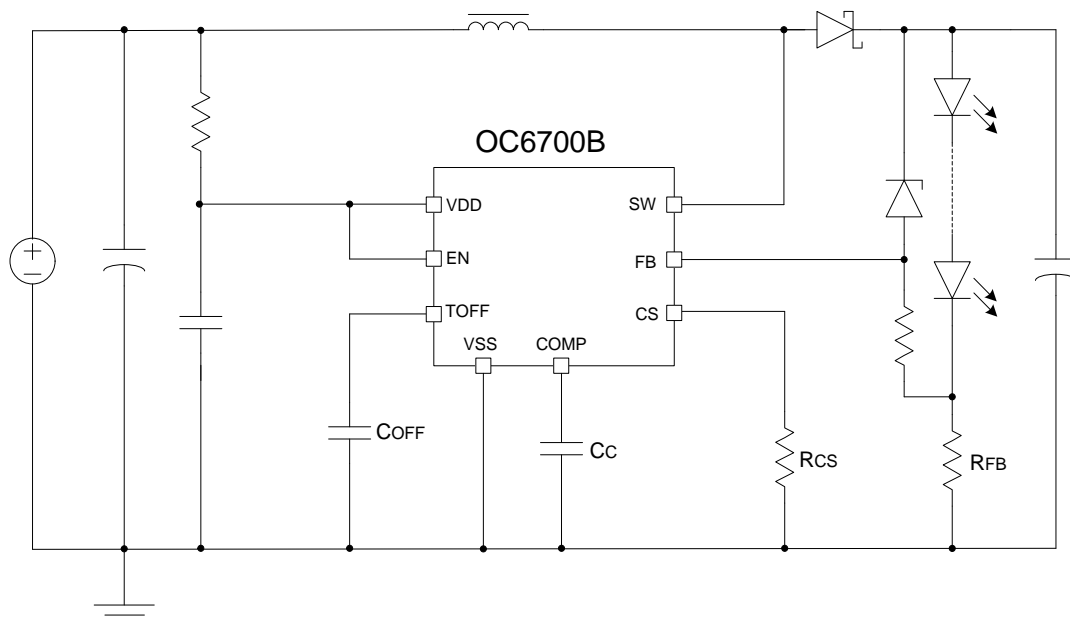 OC6700B
VDD
SW
EN
FB
TOFF
CS
VSS
COMP
COFF
CC
RCS
RFB